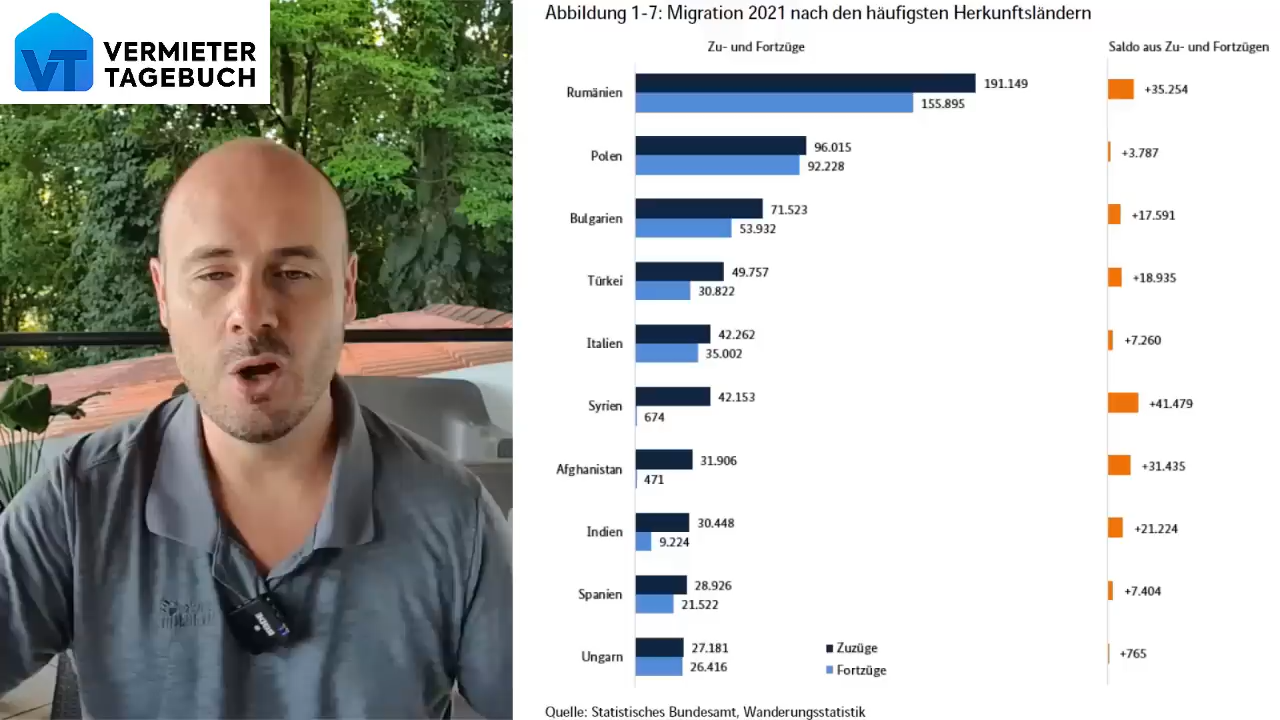 VERMIETER
TAGEBUCH
VT
Abbildung 1-7: Migration 2021 nach den häufigsten Herkunftsländern
Zu- und Fortzüge
Saldo aus Zu- und Fortzügen
Rumänien
191.149
155.895
+35.254
Polen
96.015
92.228
+3.787
Bulgarien
71.523
53.932
+17.591
Türkei
49.757
30.822
+18.935
Italien
42.262
35.002
+7.260
Syrien
42.153
674
+41.479
Afghanistan
31.906
471
+31.435
Indien
30.448
9.224
+21.224
Spanien
28.926
21.522
+7.404
Ungarn
27.181
26.416
+765
Zuzüge
Fortzüge
Quelle: Statistisches Bundesamt, Wanderungsstatistik